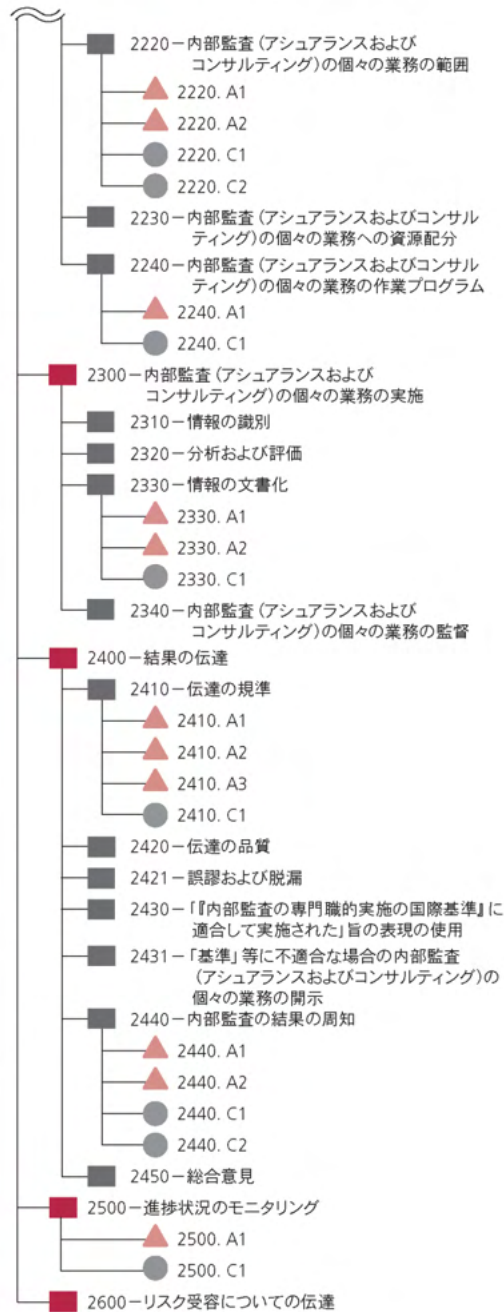 2220－内部監査（アシュアランスおよび
コンサルティング）の個々の業務の範囲
2220. A1
2220. A2
2220. C1
2220. C2
2230－内部監査（アシュアランスおよびコンサル
ティング）の個々の業務への資源配分
2240－内部監査（アシュアランスおよびコンサル
ティング）の個々の業務の作業プログラム
2240. A1
2240. C1
2300－内部監査（アシュアランスおよび
コンサルティング）の個々の業務の実施
2310－情報の識別
2320－分析および評価
2330－情報の文書化
2330. A1
2330. A2
2330. C1
2340－内部監査（アシュアランスおよび
コンサルティング）の個々の業務の監督
2400－結果の伝達
2410－伝達の規準
2410. A1
2410. A2
2410. A3
2410. C1
2420－伝達の品質
2421－誤謬および脱漏
2430－「『内部監査の専門職的実施の国際基準』に
適合して実施された」旨の表現の使用
2431－「基準」等に不適合な場合の内部監査
（アシュアランスおよびコンサルティング）の
個々の業務の開示
2440－内部監査の結果の周知
2440. A1
2440. A2
2440. C1
2440. C2
2450－総合意見
2500－進捗状況のモニタリング
2500. A1
2500. C1
2600－リスク受容についての伝達